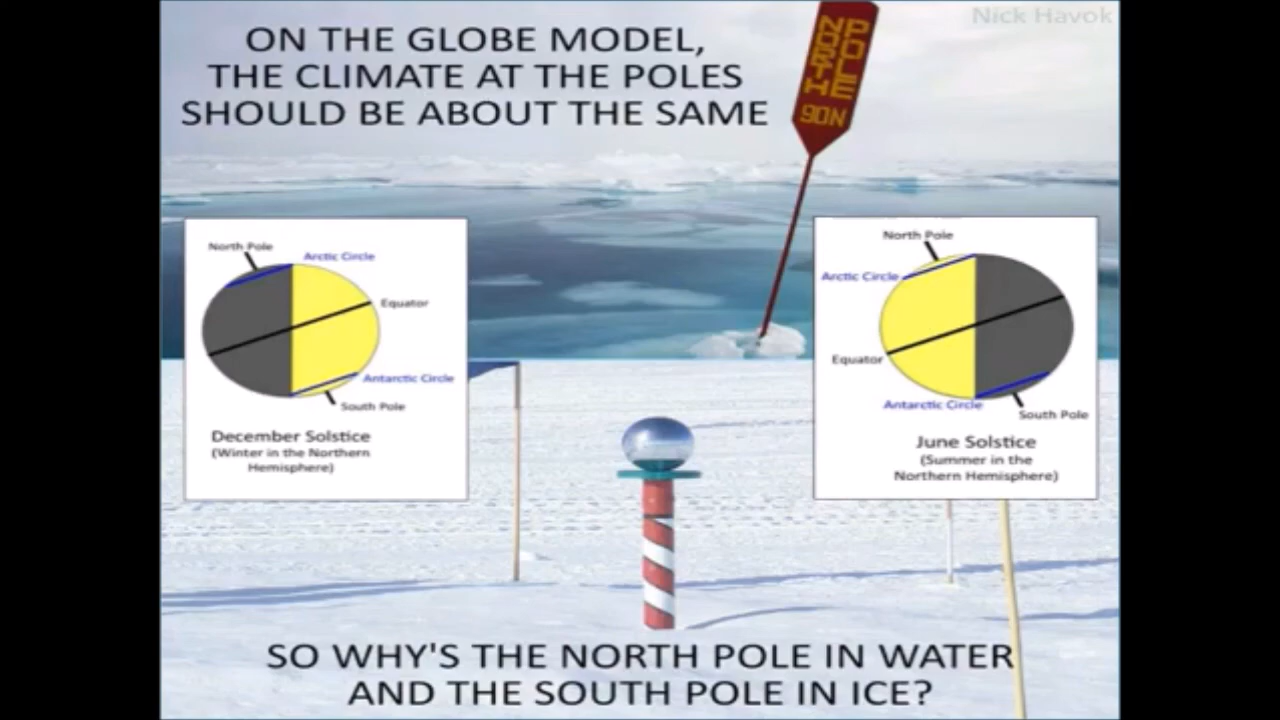 Nick Havok
ON THE GLOBE MODEL,
THE CLIMATE AT THE POLES
SHOULD BE ABOUT THE SAME
NORTH
POLE
90N
North Pole
Arctic Circle
Equator
Antarctic Circle
South Pole
December Solstice
(Winter in the Northern
Hemisphere)
North Pole
Arctic Circle
Equator
Antarctic Circle
South Pole
June Solstice
(Summer in the
Northern Hemisphere)
SO WHY'S THE NORTH POLE IN WATER
AND THE SOUTH POLE IN ICE?